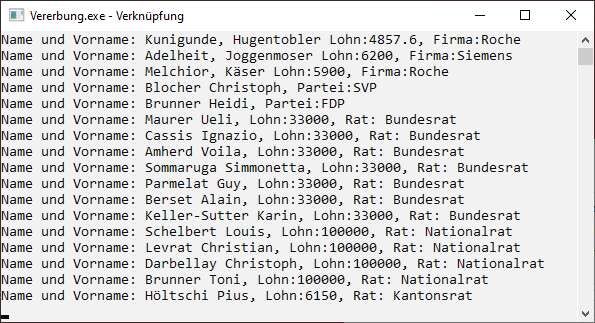 Vererbung.exe - Verknüpfung
Name und Vorname: Kunigunde, Hugentobler Lohn:4857.6, Firma:Roche
Name und Vorname: Adelheit, Joggenmoser Lohn:6200, Firma:Siemens
Name und Vorname: Melchior, Käser Lohn:5900, Firma:Roche
Name und Vorname: Blocher Christoph, Partei:SVP
Name und Vorname: Brunner Heidi, Partei:FDP
Name und Vorname: Maurer Ueli, Lohn:33000, Rat: Bundesrat
Name und Vorname: Cassis Ignazio, Lohn:33000, Rat: Bundesrat
Name und Vorname: Amherd Voila, Lohn:33000, Rat: Bundesrat
Name und Vorname: Sommaruga Simmonetta, Lohn:33000, Rat: Bundesrat
Name und Vorname: Parmelat Guy, Lohn:33000, Rat: Bundesrat
Name und Vorname: Berset Alain, Lohn:33000, Rat: Bundesrat
Name und Vorname: Keller-Sutter Karin, Lohn:33000, Rat: Bundesrat
Name und Vorname: Schelbert Louis, Lohn:100000, Rat: Nationalrat
Name und Vorname: Levrat Christian, Lohn:100000, Rat: Nationalrat
Name und Vorname: Darbellay Christoph, Lohn:100000, Rat: Nationalrat
Name und Vorname: Brunner Toni, Lohn:100000, Rat: Nationalrat
Name und Vorname: Höltschi Pius, Lohn:6150, Rat: Kantonsrat